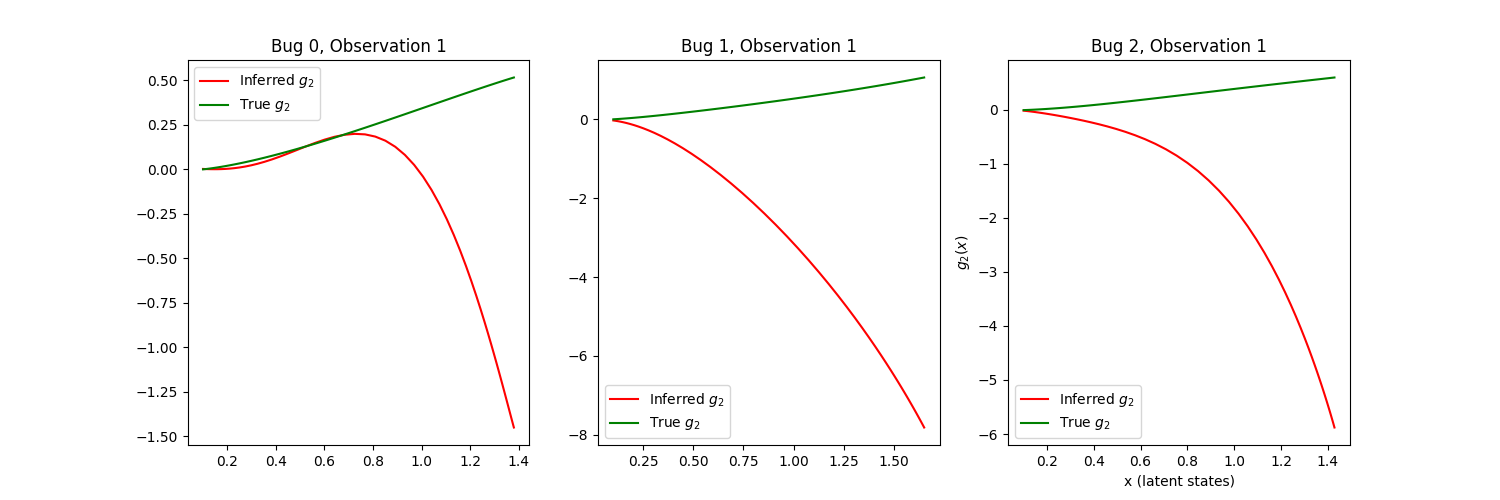 Bug 0, Observation 1
Inferred g₂
True g₂
0.50
0.25
0.00
−0.25
−0.50
−0.75
−1.00
−1.25
−1.50
0.2 0.4 0.6 0.8 1.0 1.2 1.4
Bug 1, Observation 1
0
−2
−4
−6
−8
Inferred g₂
True g₂
0.25 0.50 0.75 1.00 1.25 1.50
Bug 2, Observation 1
g₂(x)
0
−1
−2
−3
−4
−5
−6
Inferred g₂
True g₂
0.2 0.4 0.6 0.8 1.0 1.2 1.4
x (latent states)